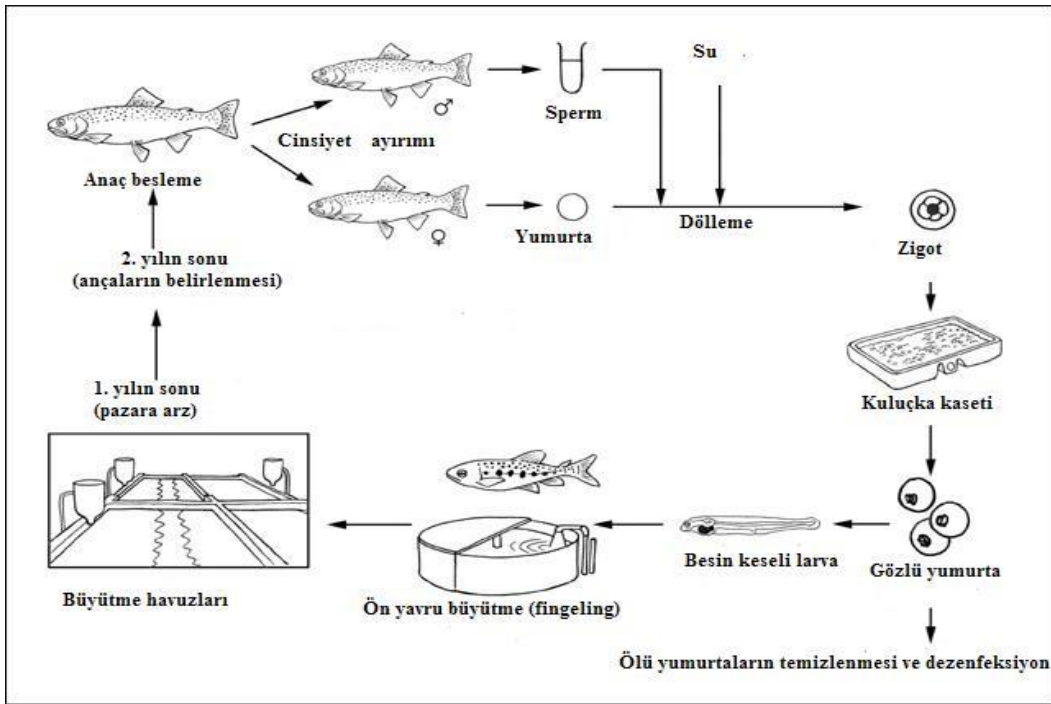 Su
Sperm
Cinsiyet ayırımı
Anaç besleme
Yumurta
Dölleme
Zigot
2. yılın sonu
(ançaların belirlenmesi)
1. yılın sonu
(pazara arz)
Kuluçka kaseti
Besin keseli larva
Gözlü yumurta
Ön yavru büyütme (fingeling)
Büyütme havuzları
Ölü yumurtaların temizlenmesi ve dezenfeksiyon